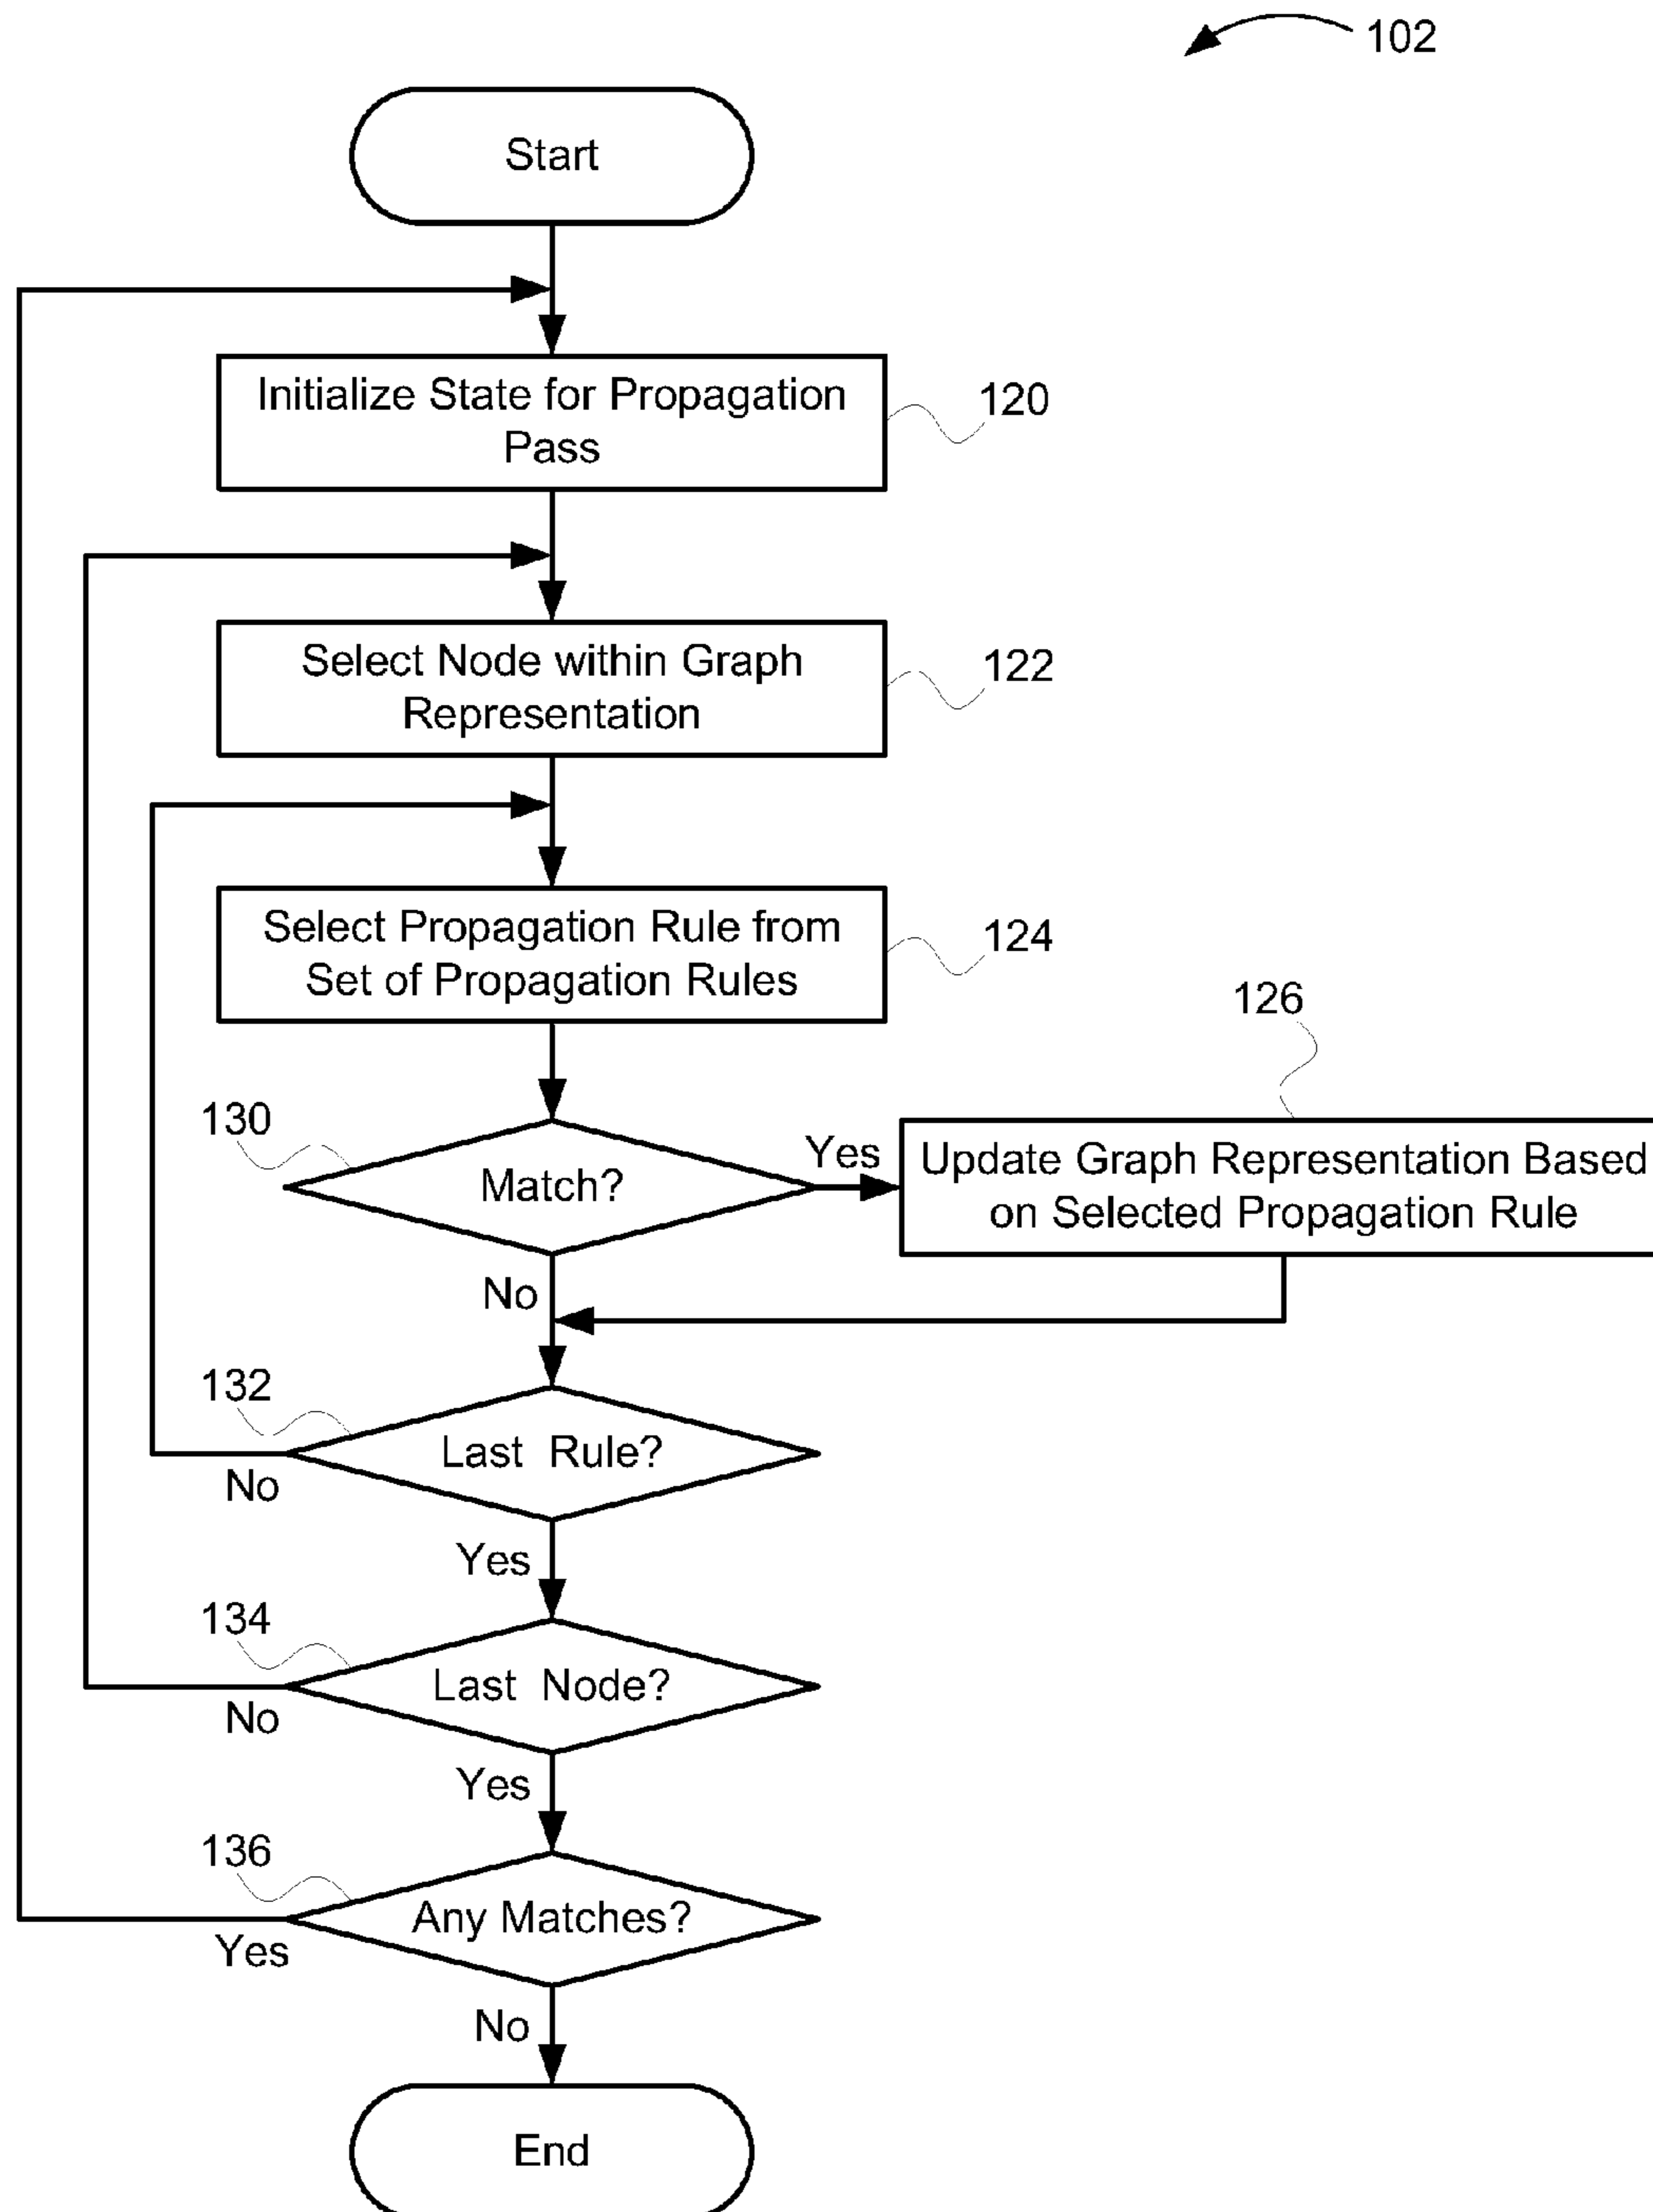 102
Start
Initialize State for Propagation
Pass
120
Select Node within Graph
Representation
122
Select Propagation Rule from
Set of Propagation Rules
124
126
130
Match?
Yes
Update Graph Representation Based
on Selected Propagation Rule
No
132
Last Rule?
No
Yes
134
Last Node?
No
Yes
136
Any Matches?
Yes
No
End